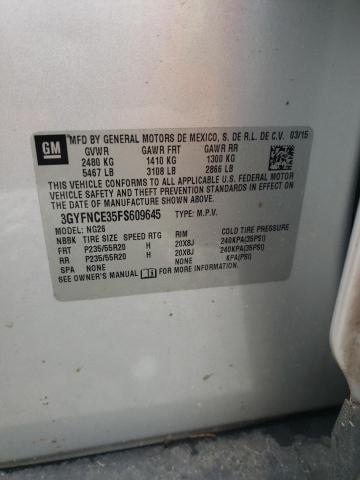 GM
MFD BY GENERAL MOTORS DE MEXICO, S. DE R.L. DE C.V. 03/15
GVWR GAWR FRT GAWR RR
2480 KG 1410 KG 1300 KG
5467 LB 3108 LB 2866 LB
THIS VEHICLE CONFORMS TO ALL APPLICABLE U.S. FEDERAL MOTOR
VEHICLE SAFETY, BUMPER, AND THEFT PREVENTION STANDARDS IN
EFFECT ON THE DATE OF MANUFACTURE SHOWN ABOVE.
3GYFNCE35FS609645 TYPE: M.P.V.
MODEL: NG26
NBBK TIRE SIZE SPEED RTG RIM COLD TIRE PRESSURE
FRT P235/55R20 H 20X8J 240KPA(35PSI)
RR P235/55R20 H 20X8J 240KPA(35PSI)
SPA NONE NONE KPA(PSI)
SEE OWNER'S MANUAL FOR MORE INFORMATION.